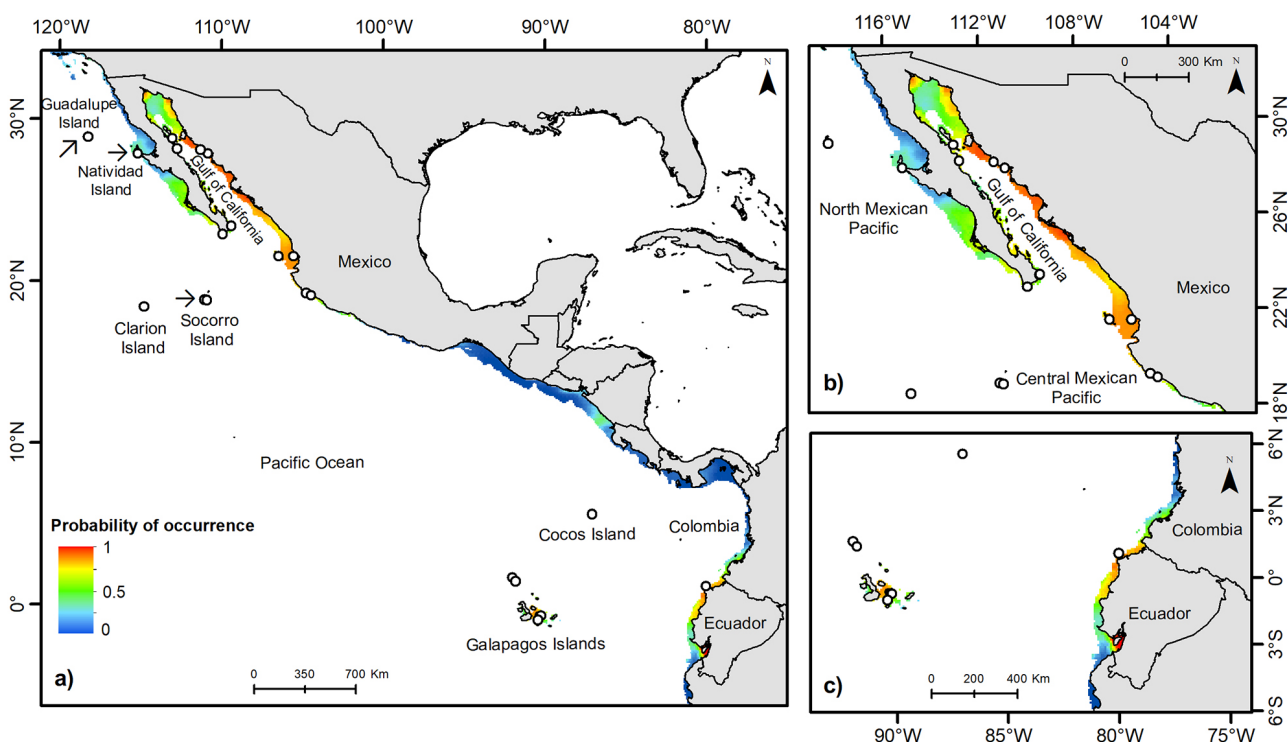 120°W
110°W
100°W
90°W
80°W
30°N
20°N
10°N
0°
N
Guadalupe
Island
Natividad
Island
Gulf of California
Mexico
Clarion
Island
Socorro
Island
Pacific Ocean
Cocos Island
Colombia
Galapagos Islands
Ecuador
Probability of occurrence
1
0.5
0
0 350 700 Km
a)
116°W
112°W
108°W
104°W
0 300 Km
N
30°N
26°N
22°N
18°N
North Mexican
Pacific
Gulf of California
Mexico
Central Mexican
Pacific
b)
N
6°N
3°N
0°
3°S
6°S
Colombia
Ecuador
0 200 400 Km
c)
90°W
85°W
80°W
75°W